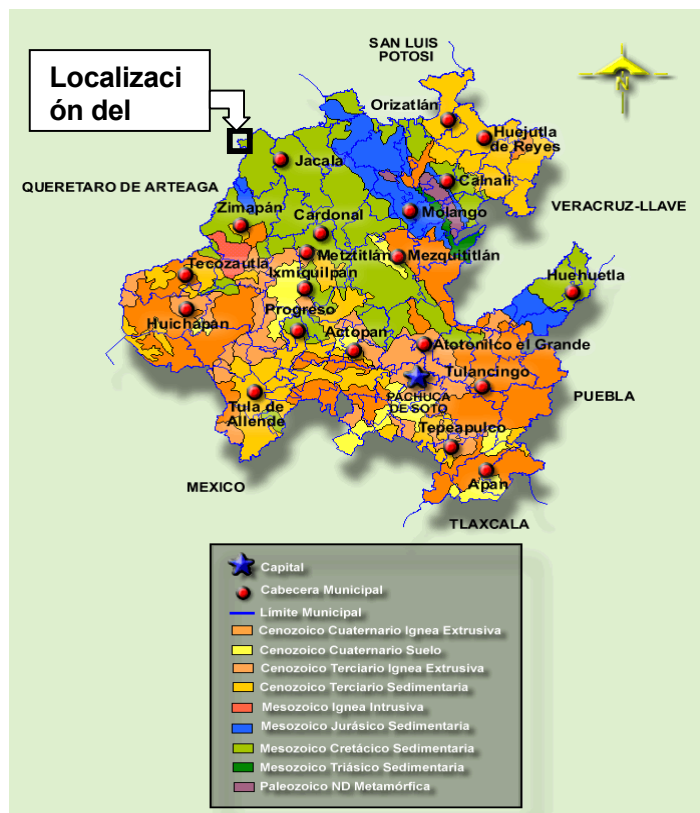 Localizaci
ón del
SAN LUIS
POTOSI
N
Orizatlán
Huejutla
de Reyes
Jacala
QUERETARO DE ARTEAGA
Calnali
VERACRUZ-LLAVE
Zimapán
Cardonal
Molango
Metztitlán
Mezquititlán
Tecozautla
Ixmiquilpan
Huehuetla
Huichapan
Progreso
Actopan
Atotonilco el Grande
Tulancingo
PACHUCA
DE SOTO
PUEBLA
Tula de
Allende
Tepeapulco
MEXICO
Apan
TLAXCALA
Capital
Cabecera Municipal
Límite Municipal
Cenozoico Cuaternario Ignea Extrusiva
Cenozoico Cuaternario Suelo
Cenozoico Terciario Ignea Extrusiva
Cenozoico Terciario Sedimentaria
Mesozoico Ignea Intrusiva
Mesozoico Jurásico Sedimentaria
Mesozoico Cretácico Sedimentaria
Mesozoico Triásico Sedimentaria
Paleozoico ND Metamórfica